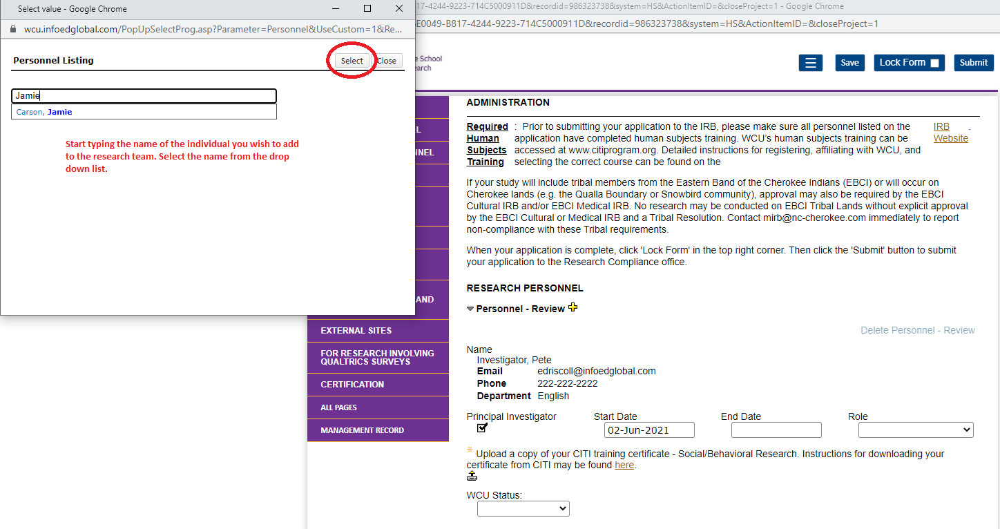 Select value - Google Chrome
wcu.infoedglobal.com/PopUpSelectProg.asp?Parameter=Personnel&UseCustom=1&Re...
Personnel Listing
Select
Close
Jamie
Carson, Jamie
Start typing the name of the individual you wish to add
to the research team. Select the name from the drop
down list.
17-4244-9223-714C5000911D&recordid=986323738&system=HS&ActionItemID=&closeProject=1 - Google Chrome
E0049-B817-4244-9223-714C5000911D&recordid=986323738&system=HS&ActionItemID=&closeProject=1
e School
earch
Save
Lock Form
Submit
EL
NNEL
AND
EXTERNAL SITES
FOR RESEARCH INVOLVING
QUALTRICS SURVEYS
CERTIFICATION
ALL PAGES
MANAGEMENT RECORD
ADMINISTRATION
Required : Prior to submitting your application to the IRB, please make sure all personnel listed on the IRB .
Human application have completed human subjects training. WCU's human subjects training can be Website
Subjects accessed at www.citiprogram.org. Detailed instructions for registering, affiliating with WCU, and
Training selecting the correct course can be found on the
If your study will include tribal members from the Eastern Band of the Cherokee Indians (EBCI) or will occur on
Cherokee lands (e.g. the Qualla Boundary or Snowbird community), approval may also be required by the EBCI
Cultural IRB and/or EBCI Medical IRB. No research may be conducted on EBCI Tribal Lands without explicit approval
by the EBCI Cultural or Medical IRB and a Tribal Resolution. Contact mirb@nc-cherokee.com immediately to report
non-compliance with these Tribal requirements.
When your application is complete, click 'Lock Form' in the top right corner. Then click the 'Submit' button to submit
your application to the Research Compliance office.
RESEARCH PERSONNEL
Personnel - Review
Delete Personnel - Review
Name
Investigator, Pete
Email edriscoll@infoedglobal.com
Phone 222-222-2222
Department English
Principal Investigator Start Date End Date Role
02-Jun-2021
* Upload a copy of your CITI training certificate - Social/Behavioral Research. Instructions for downloading your
certificate from CITI may be found here.
WCU Status: